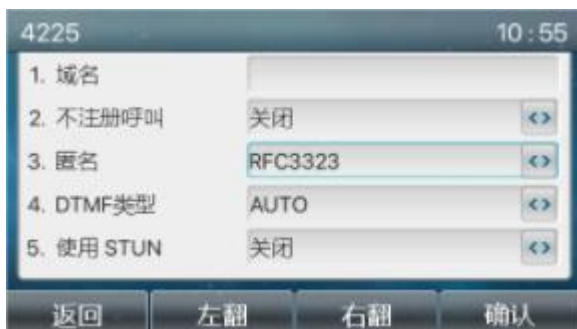 4225 10:55
1. 域名
2. 不注册呼叫 关闭
3. 匿名 RFC3323
4. DTMF类型 AUTO
5. 使用 STUN 关闭
返回 左翻 右翻 确认